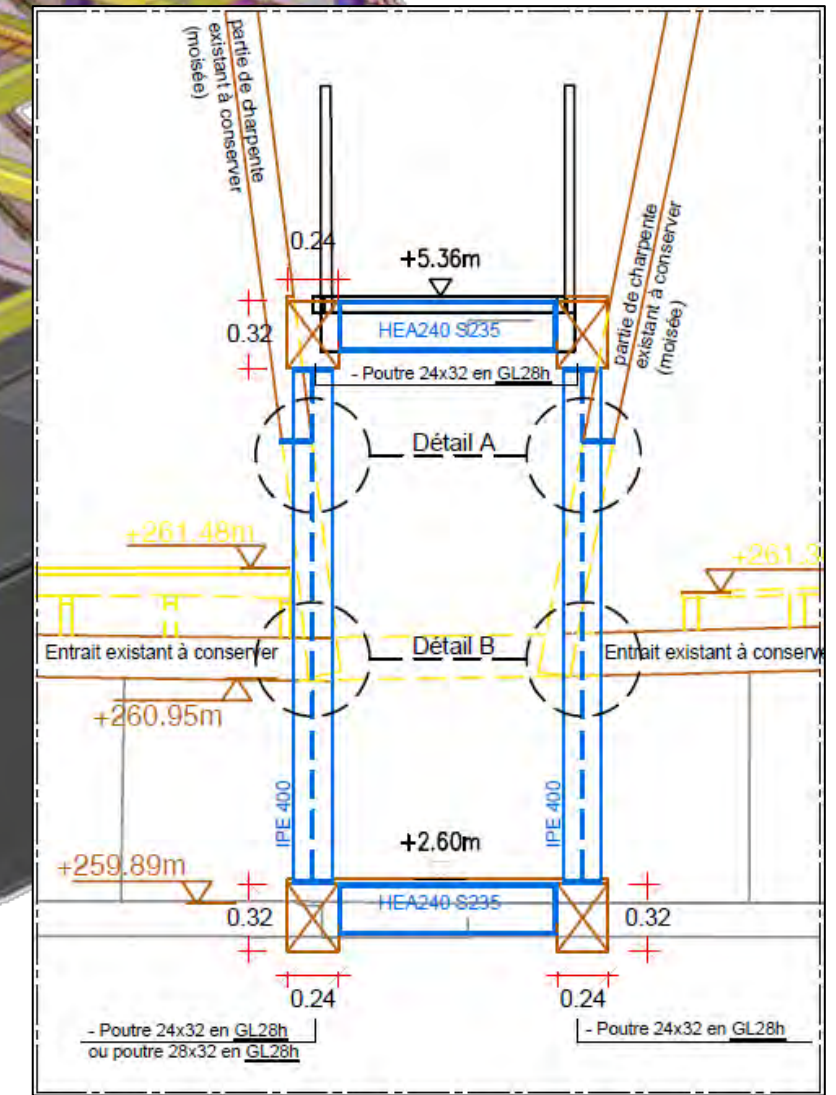 partie de charpente
existant à conserver
(moisée)
partie de charpente
existant à conserver
(moisée)
0.24
+5.36m
0.32
HEA240 S235
- Poutre 24x32 en GL28h
Détail A
+261.48m
+261.3
Entrait existant à conserver
Détail B
Entrait existant à conserve
+260.95m
IPE 400
IPE 400
+2.60m
+259.89m
0.32
HEA240 S235
0.32
0.24
0.24
- Poutre 24x32 en GL28h
ou poutre 28x32 en GL28h
- Poutre 24x32 en GL28h